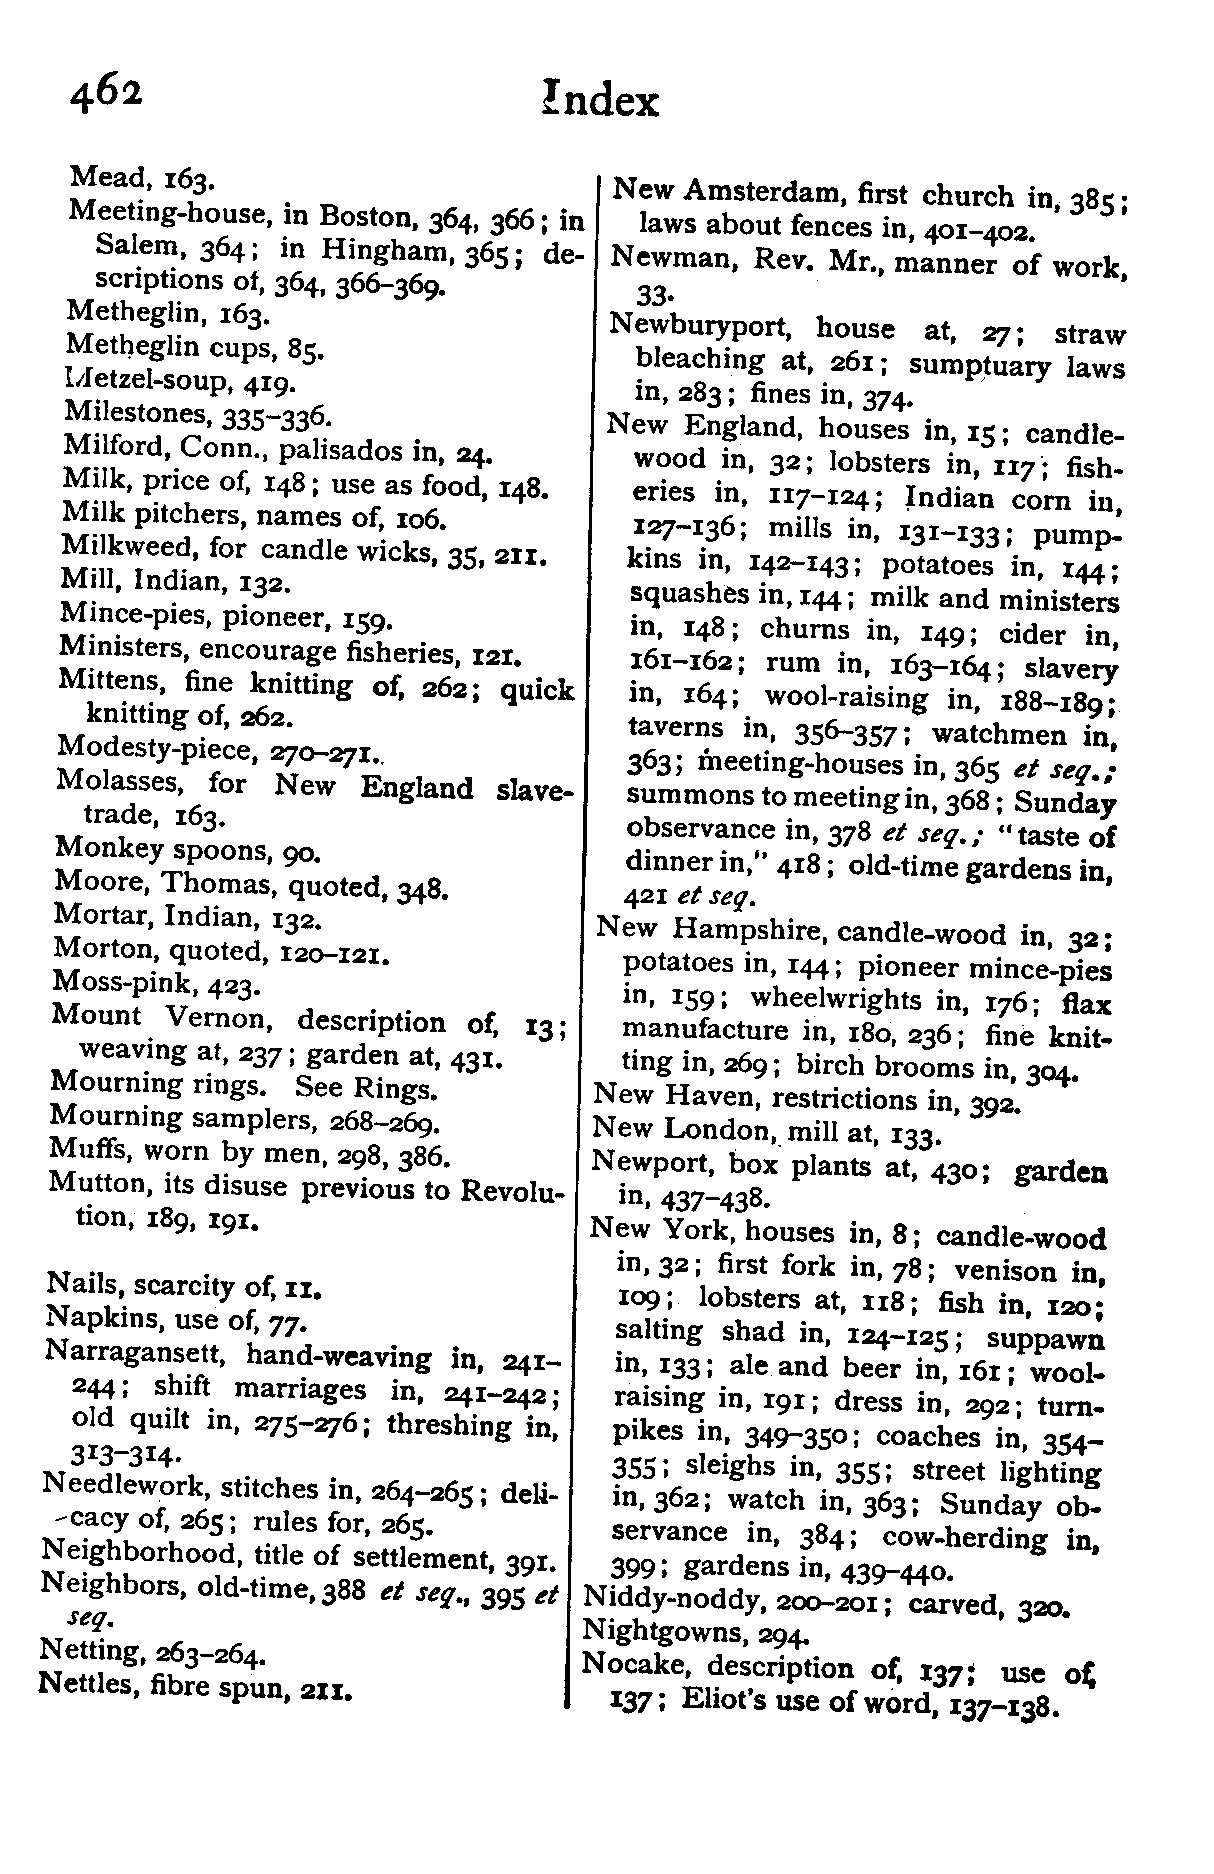 462
Index
Mead, 163.
Meeting-house, in Boston, 364, 366; in
Salem, 364; in Hingham, 365; de-
scriptions of, 364, 366–369.
Metheglin, 163.
Metheglin cups, 85.
Metzel-soup, 419.
Milestones, 335–336.
Milford, Conn., palisados in, 24.
Milk, price of, 148; use as food, 148.
Milk pitchers, names of, 106.
Milkweed, for candle wicks, 35, 211.
Mill, Indian, 132.
Mince-pies, pioneer, 159.
Ministers, encourage fisheries, 121.
Mittens, fine knitting of, 262; quick
knitting of, 262.
Modesty-piece, 270–271.
Molasses, for New England slave-
trade, 163.
Monkey spoons, 90.
Moore, Thomas, quoted, 348.
Mortar, Indian, 132.
Morton, quoted, 120–121.
Moss-pink, 423.
Mount Vernon, description of, 13;
weaving at, 237; garden at, 431.
Mourning rings. See Rings.
Mourning samplers, 268–269.
Muffs, worn by men, 298, 386.
Mutton, its disuse previous to Revolu-
tion, 189, 191.
Nails, scarcity of, 11.
Napkins, use of, 77.
Narragansett, hand-weaving in, 241–
244; shift marriages in, 241–242;
old quilt in, 275–276; threshing in,
313–314.
Needlework, stitches in, 264–265; deli-
cacy of, 265; rules for, 265.
Neighborhood, title of settlement, 391.
Neighbors, old-time, 388 et seq., 395 et
seq.
Netting, 263–264.
Nettles, fibre spun, 211.
New Amsterdam, first church in, 385;
laws about fences in, 401–402.
Newman, Rev. Mr., manner of work,
33.
Newburyport, house at, 27; straw
bleaching at, 261; sumptuary laws
in, 283; fines in, 374.
New England, houses in, 15; candle-
wood in, 32; lobsters in, 117; fish-
eries in, 117–124; Indian corn in,
127–136; mills in, 131–133; pump-
kins in, 142–143; potatoes in, 144;
squashes in, 144; milk and ministers
in, 148; churns in, 149; cider in,
161–162; rum in, 163–164; slavery
in, 164; wool-raising in, 188–189;
taverns in, 356–357; watchmen in,
363; meeting-houses in, 365 et seq.;
summons to meeting in, 368; Sunday
observance in, 378 et seq.; "taste of
dinner in," 418; old-time gardens in,
421 et seq.
New Hampshire, candle-wood in, 32;
potatoes in, 144; pioneer mince-pies
in, 159; wheelwrights in, 176; flax
manufacture in, 180, 236; fine knit-
ting in, 269; birch brooms in, 304.
New Haven, restrictions in, 392.
New London, mill at, 133.
Newport, box plants at, 430; garden
in, 437–438.
New York, houses in, 8; candle-wood
in, 32; first fork in, 78; venison in,
109; lobsters at, 118; fish in, 120;
salting shad in, 124–125; suppawn
in, 133; ale and beer in, 161; wool-
raising in, 191; dress in, 292; turn-
pikes in, 349–350; coaches in, 354–
355; sleighs in, 355; street lighting
in, 362; watch in, 363; Sunday ob-
servance in, 384; cow-herding in,
399; gardens in, 439–440.
Niddy-noddy, 200–201; carved, 320.
Nightgowns, 294.
Nocake, description of, 137; use of,
137; Eliot's use of word, 137–138.